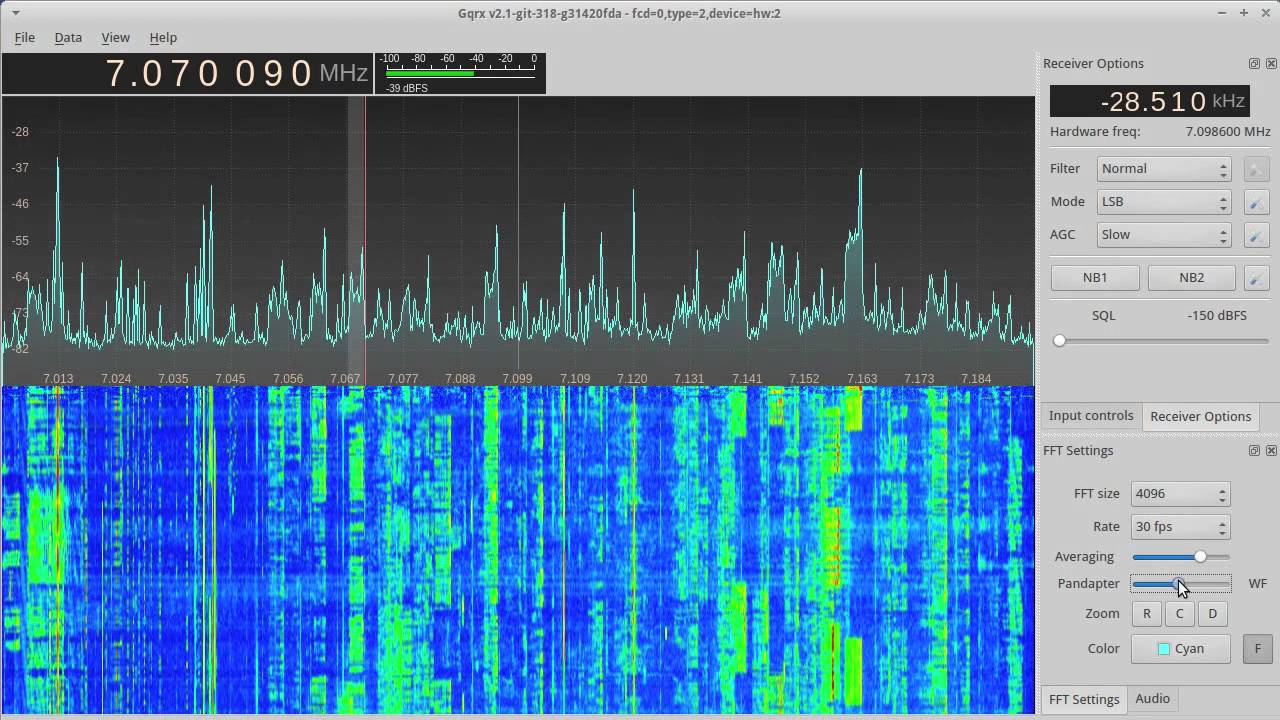 Gqrx v2.1-git-318-g31420fda - fcd=0,type=2,device=hw:2
File Data View Help
7.070 090 MHz
-100 -80 -60 -40 -20 0
-39 dBFS
-28
-37
-46
-55
-64
-73
-82
7.013 7.024 7.035 7.045 7.056 7.067 7.077 7.088 7.099 7.109 7.120 7.131 7.141 7.152 7.163 7.173 7.184
Receiver Options
-28.510 kHz
Hardware freq: 7.098600 MHz
Filter Normal
Mode LSB
AGC Slow
NB1 NB2
SQL -150 dBFS
Input controls Receiver Options
FFT Settings
FFT size 4096
Rate 30 fps
Averaging
Pandapter WF
Zoom R C D
Color Cyan F
FFT Settings Audio